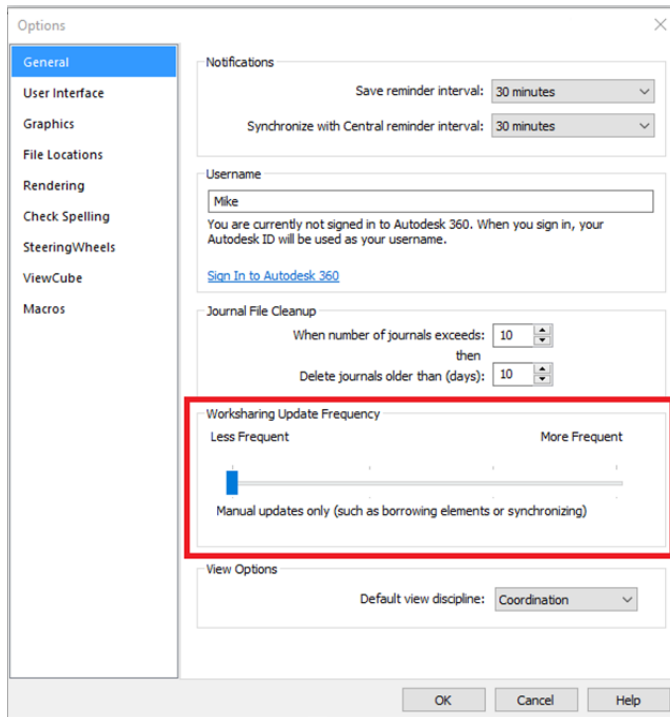 Options
General
User Interface
Graphics
File Locations
Rendering
Check Spelling
SteeringWheels
ViewCube
Macros
Notifications
Save reminder interval: 30 minutes
Synchronize with Central reminder interval: 30 minutes
Username
Mike
You are currently not signed in to Autodesk 360. When you sign in, your
Autodesk ID will be used as your username.
Sign In to Autodesk 360
Journal File Cleanup
When number of journals exceeds: 10
then
Delete journals older than (days): 10
Worksharing Update Frequency
Less Frequent More Frequent
Manual updates only (such as borrowing elements or synchronizing)
View Options
Default view discipline: Coordination
OK Cancel Help